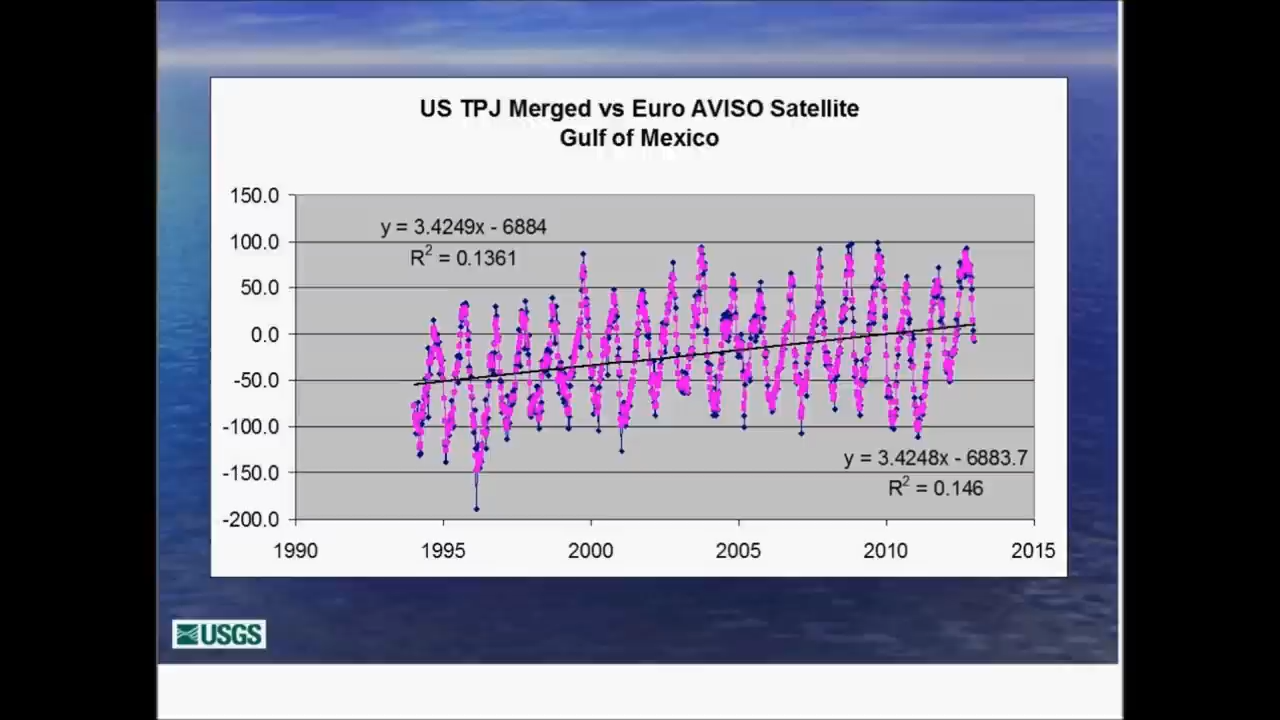 US TPJ Merged vs Euro AVISO Satellite
Gulf of Mexico
150.0
100.0
50.0
0.0
-50.0
-100.0
-150.0
-200.0
y = 3.4249x - 6884
R² = 0.1361
y = 3.4248x - 6883.7
R² = 0.146
1990 1995 2000 2005 2010 2015
USGS